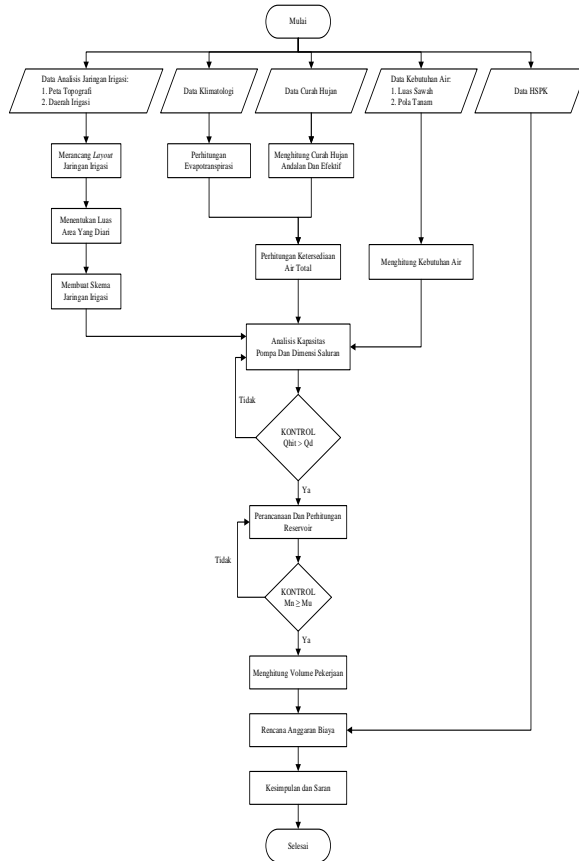 Mulai
Data Analisis Jaringan Irigasi:
1. Peta Topografi
2. Daerah Irigasi
Data Klimatologi
Data Curah Hujan
Data Kebutuhan Air:
1. Luas Sawah
2. Pola Tanam
Data HSPK
Merancang Layout
Jaringan Irigasi
Perhitungan
Evapotranspirasi
Menghitung Curah Hujan
Andalan Dan Efektif
Menentukan Luas
Area Yang Diari
Perhitungan Ketersediaan
Air Total
Menghitung Kebutuhan Air
Membuat Skema
Jaringan Irigasi
Analisis Kapasitas
Pompa Dan Dimensi Saluran
Tidak
KONTROL
Qhit > Qd
Ya
Perancanaan Dan Perhitungan
Reservoir
Tidak
KONTROL
Mn ≥ Mu
Ya
Menghitung Volume Pekerjaan
Rencana Anggaran Biaya
Kesimpulan dan Saran
Selesai